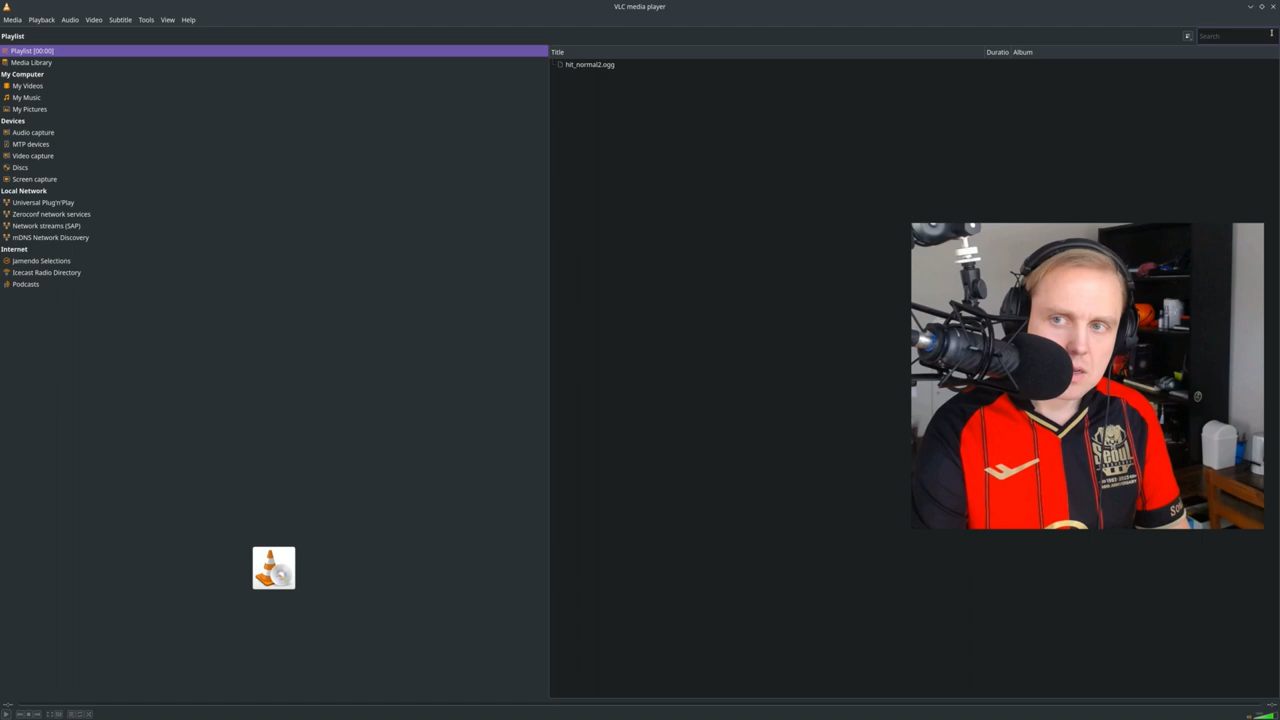 VLC media player
Media Playback Audio Video Subtitle Tools View Help
Playlist
Search
Playlist [00:00]
Media Library
My Computer
My Videos
My Music
My Pictures
Devices
Audio capture
MTP devices
Video capture
Discs
Screen capture
Local Network
Universal Plug'n'Play
Zeroconf network services
Network streams (SAP)
mDNS Network Discovery
Internet
Jamendo Selections
Icecast Radio Directory
Podcasts
Title Duratio Album
hit_normal2.ogg
SEOUL